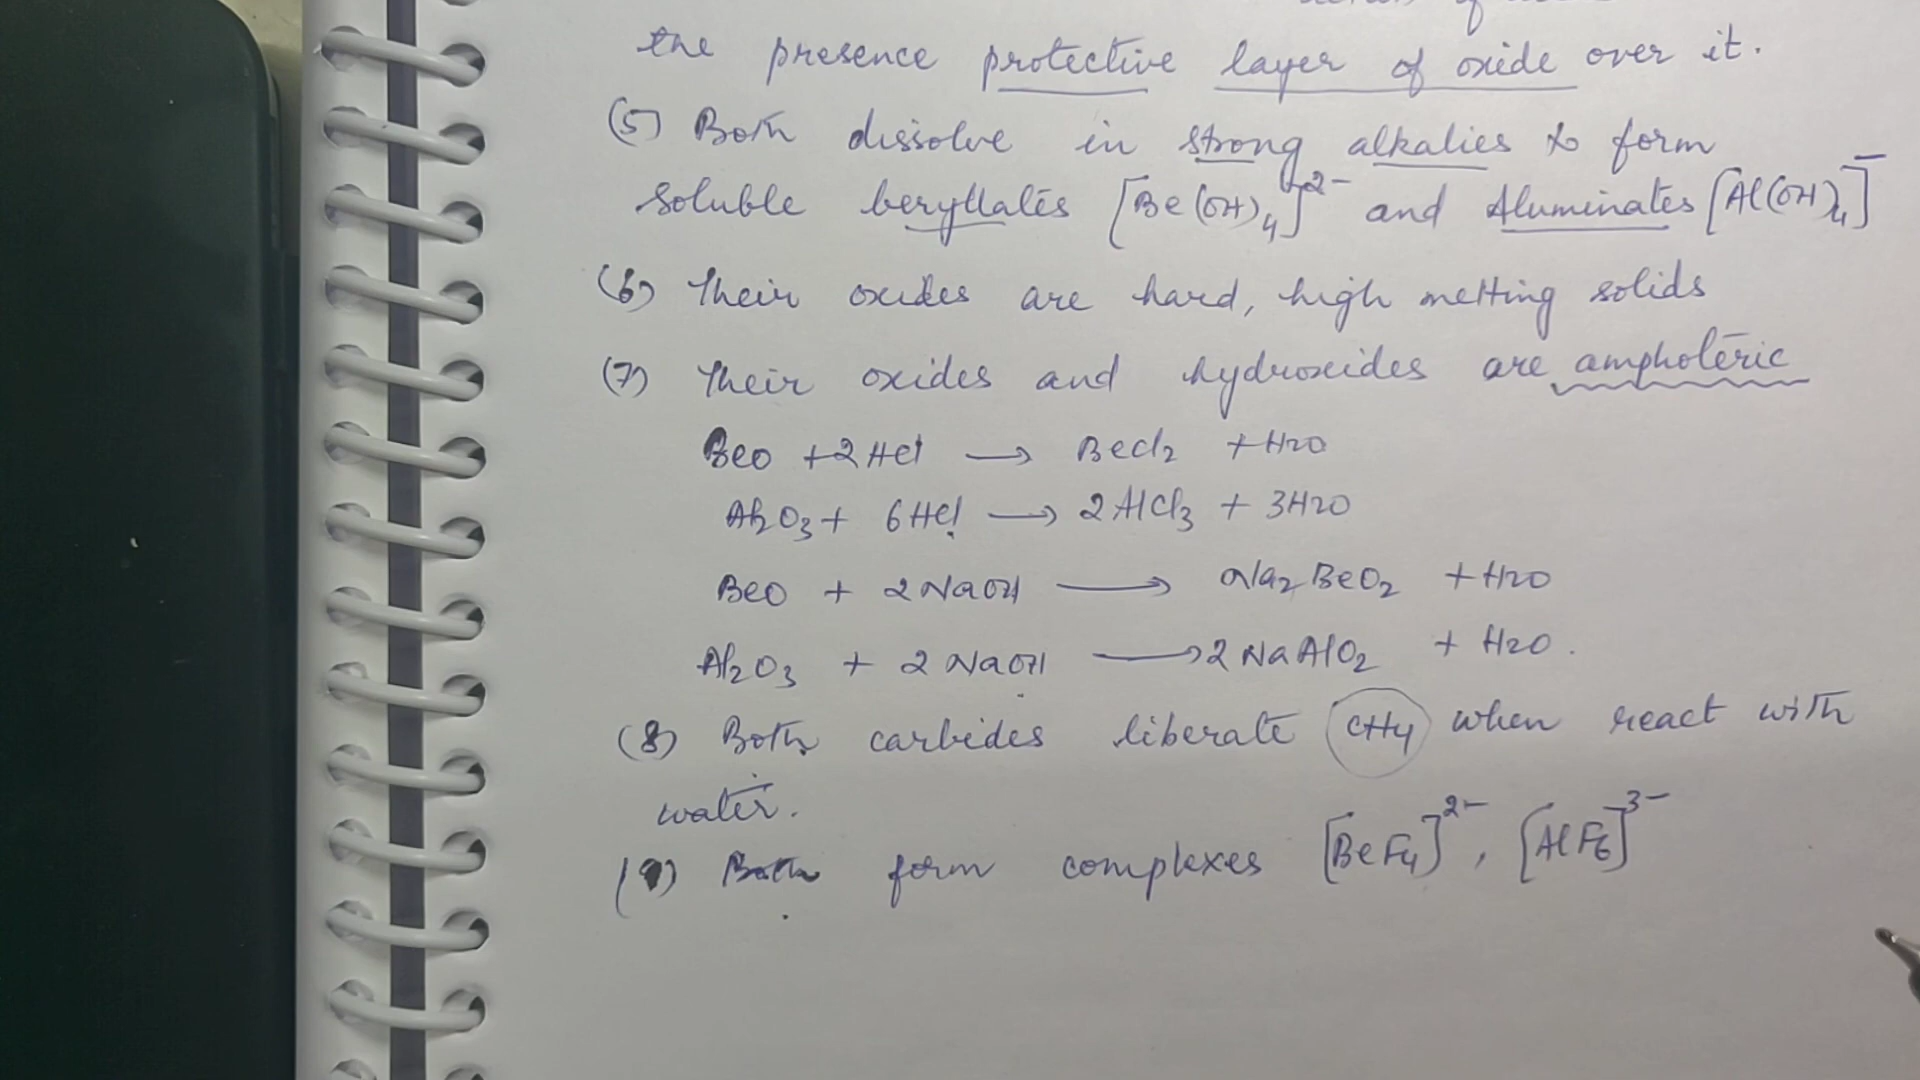 the presence protective layer of oxide over it.
(5) Both dissolve in strong alkalies to form
soluble beryllates [Be(OH)4]2- and Aluminates [Al(OH)4]-
(6) Their oxides are hard, high melting solids
(7) Their oxides and hydroxides are amphoteric
BeO + 2HCl → BeCl2 + H2O
Al2O3 + 6HCl → 2AlCl3 + 3H2O
BeO + 2NaOH → Na2BeO2 + H2O
Al2O3 + 2NaOH → 2NaAlO2 + H2O.
(8) Both carbides liberate CH4 when react with
water.
(9) Both form complexes [BeF4]2-, [AlF6]3-